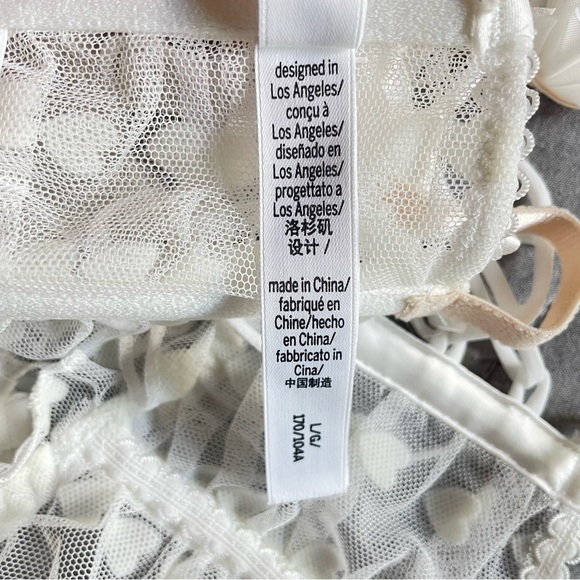 designed in
Los Angeles/
conçu à
Los Angeles/
diseñado en
Los Angeles/
progettato a
Los Angeles/
洛杉矶
设计 /
made in China/
fabriqué en
Chine/hecho
en China/
fabbricato in
Cina/
中国制造
L/G/
170/104A